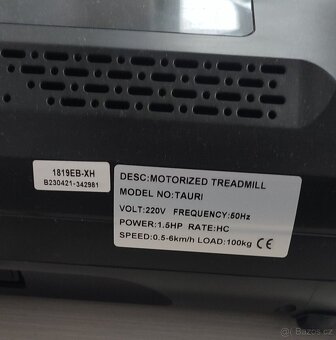 1819EB-XH
B230421-342981
DESC:MOTORIZED TREADMILL
MODEL NO:TAURI
VOLT:220V FREQUENCY:50Hz
POWER:1.5HP RATE:HC
SPEED:0.5-6km/h LOAD:100kg CE
Bazos.cz